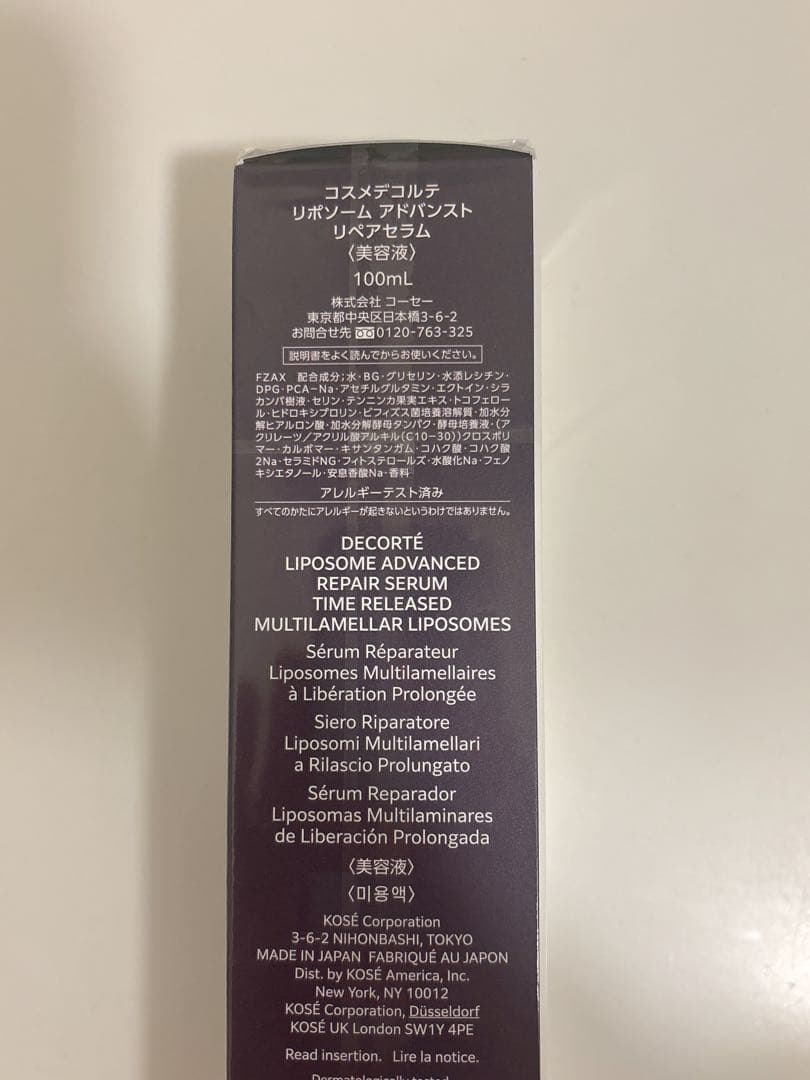 コスメデコルテ
リポソーム アドバンスト
リペアセラム
〈美容液〉
100mL
株式会社 コーセー
東京都中央区日本橋3-6-2
お問合せ先 0120-763-325
説明書をよく読んでからお使いください。
FZAX 配合成分;水・BG・グリセリン・水添レシチン・
DPG・PCA-Na・アセチルグルタミン・エクトイン・シラ
カンバ樹液・セリン・テンニンカ果実エキス・トコフェロー
ル・ヒドロキシプロリン・ビフィズス菌培養溶解質・加水分
解ヒアルロン酸・加水分解酵母タンパク・酵母培養液・(ア
クリレーツ/アクリル酸アルキル(C10-30))クロスポリ
マー・カルボマー・キサンタンガム・コハク酸・コハク酸
2Na・セラミドNG・フィトステロールズ・水酸化Na・フェノ
キシエタノール・安息香酸Na・香料
アレルギーテスト済み
すべてのかたにアレルギーが起きないというわけではありません。
DECORTÉ
LIPOSOME ADVANCED
REPAIR SERUM
TIME RELEASED
MULTILAMELLAR LIPOSOMES
Sérum Réparateur
Liposomes Multilamellaires
à Libération Prolongée
Siero Riparatore
Liposomi Multilamellari
a Rilascio Prolungato
Sérum Reparador
Liposomas Multilaminares
de Liberación Prolongada
〈美容液〉
〈미용액〉
KOSÉ Corporation
3-6-2 NIHONBASHI, TOKYO
MADE IN JAPAN FABRIQUÉ AU JAPON
Dist. by KOSÉ America, Inc.
New York, NY 10012
KOSÉ Corporation, Düsseldorf
KOSÉ UK London SW1Y 4PE
Read insertion. Lire la notice.
Dermatologically tested